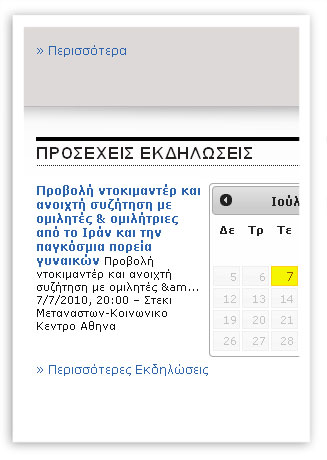 » Περισσότερα
ΠΡΟΣΕΧΕΙΣ ΕΚΔΗΛΩΣΕΙΣ
Προβολή ντοκιμαντέρ και
ανοιχτή συζήτηση με
ομιλητές & ομιλήτριες
από το Ιράν και την
παγκόσμια πορεία
γυναικών Προβολή
ντοκιμαντέρ και ανοιχτή
συζήτηση με ομιλητές &am...
7/7/2010, 20:00 – Στεκι
Μεταναστων-Κοινωνικο
Κεντρο Αθηνα
» Περισσότερες Εκδηλώσεις
Ιούλ
Δε Τρ Τε
5 6 7
12 13 14
19 20 21
26 27 28